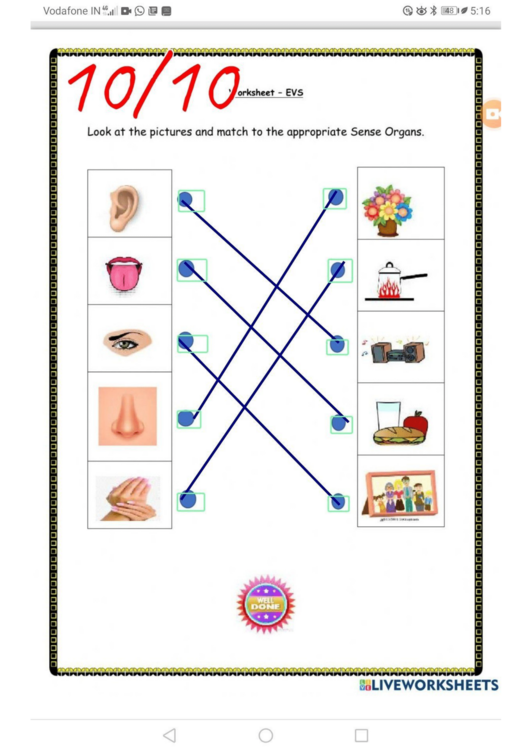 Vodafone IN 5:16
10/10
orksheet - EVS
Look at the pictures and match to the appropriate Sense Organs.
WELL
DONE
LIVEWORKSHEETS